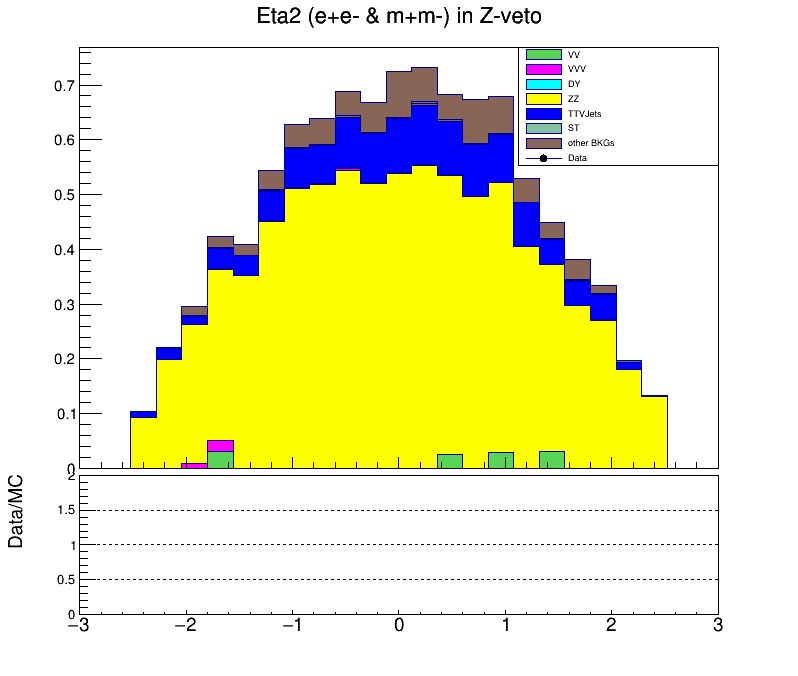 Eta2 (e+e- & m+m-) in Z-veto
VV
VVV
DY
ZZ
TTVJets
ST
other BKGs
Data
0.7
0.6
0.5
0.4
0.3
0.2
0.1
0
2
1.5
1
0.5
0
Data/MC
−3
−2
−1
0
1
2
3